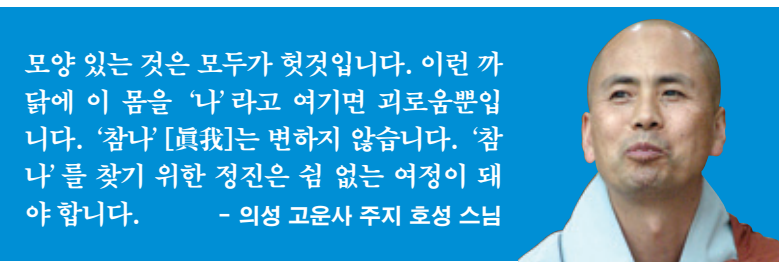 모양 있는 것은 모두가 헛것입니다. 이런 까
닭에 이 몸을 ‘나’라고 여기면 괴로움뿐입
니다. ‘참나’[眞我]는 변하지 않습니다. ‘참
나’를 찾기 위한 정진은 쉼 없는 여정이 돼
야 합니다. - 의성 고운사 주지 호성 스님